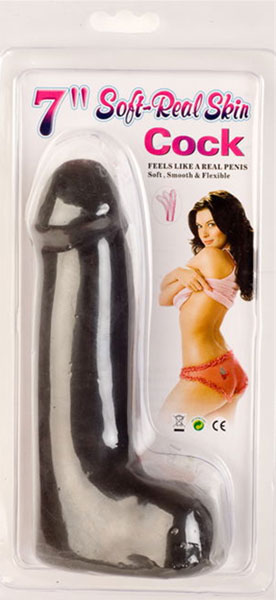 7" Soft-Real Skin
Cock
FEELS LIKE A REAL PENIS
Soft , Smooth & Flexible
CE